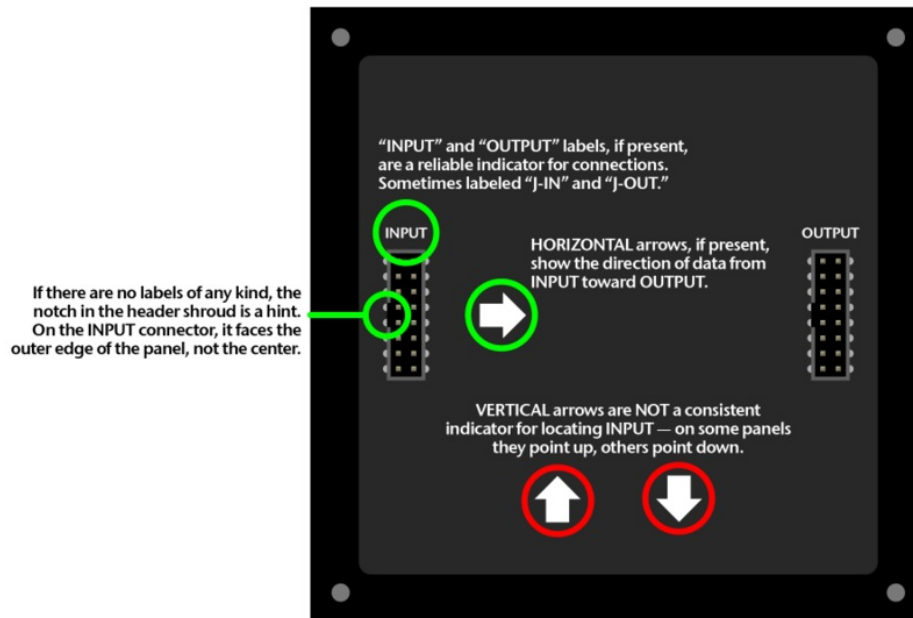 “INPUT” and “OUTPUT” labels, if present,
are a reliable indicator for connections.
Sometimes labeled “J-IN” and “J-OUT.”
INPUT
HORIZONTAL arrows, if present,
show the direction of data from
INPUT toward OUTPUT.
OUTPUT
If there are no labels of any kind, the
notch in the header shroud is a hint.
On the INPUT connector, it faces the
outer edge of the panel, not the center.
VERTICAL arrows are NOT a consistent
indicator for locating INPUT — on some panels
they point up, others point down.